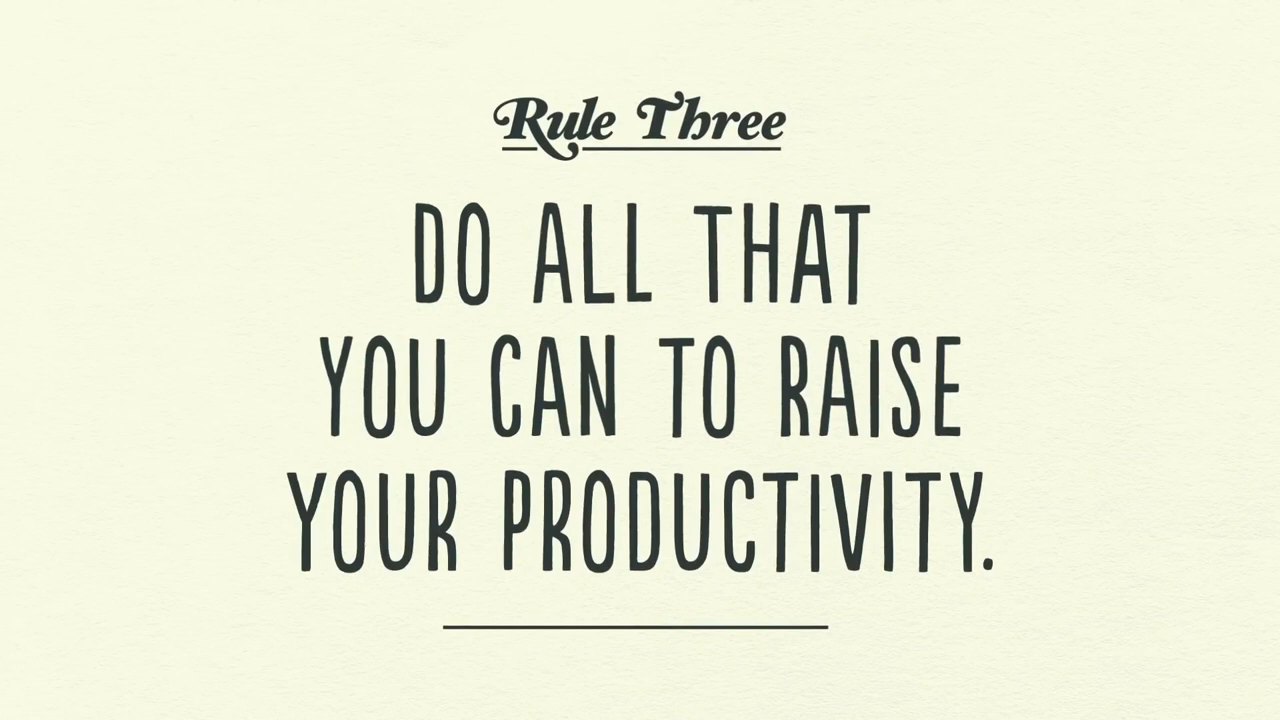 Rule Three
DO ALL THAT
YOU CAN TO RAISE
YOUR PRODUCTIVITY.